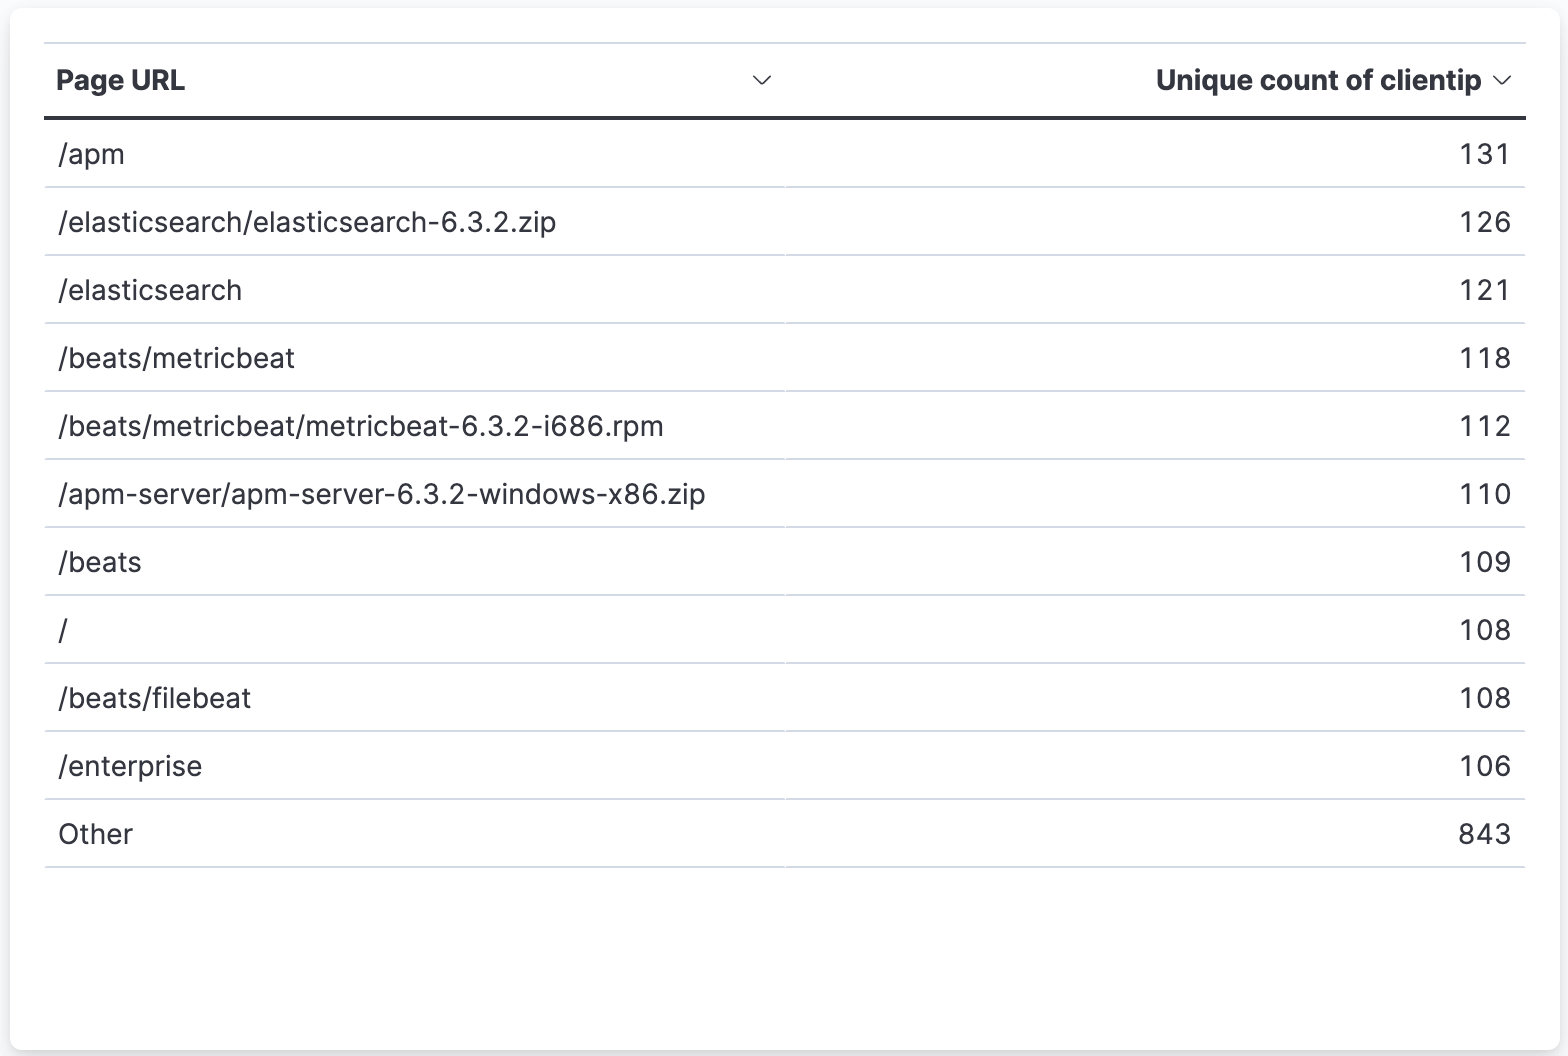 Page URL Unique count of clientip
/apm 131
/elasticsearch/elasticsearch-6.3.2.zip 126
/elasticsearch 121
/beats/metricbeat 118
/beats/metricbeat/metricbeat-6.3.2-i686.rpm 112
/apm-server/apm-server-6.3.2-windows-x86.zip 110
/beats 109
/ 108
/beats/filebeat 108
/enterprise 106
Other 843